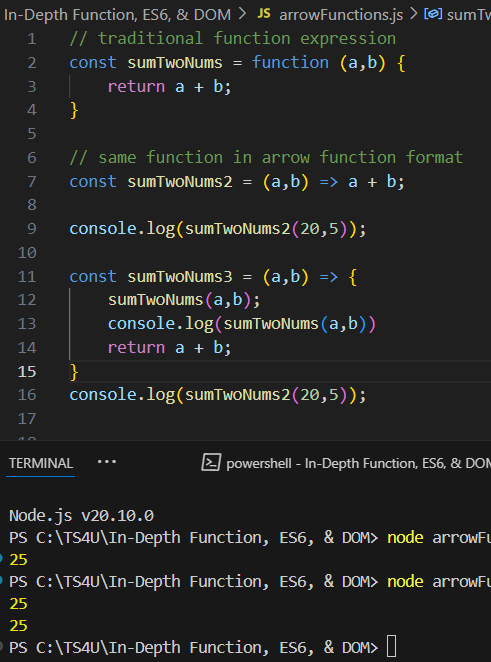 In-Depth Function, ES6, & DOM > JS arrowFunctions.js > sumTw
1 // traditional function expression
2 const sumTwoNums = function (a,b) {
3 return a + b;
4 }
5
6 // same function in arrow function format
7 const sumTwoNums2 = (a,b) => a + b;
8
9 console.log(sumTwoNums2(20,5));
10
11 const sumTwoNums3 = (a,b) => {
12 sumTwoNums(a,b);
13 console.log(sumTwoNums(a,b))
14 return a + b;
15 }
16 console.log(sumTwoNums2(20,5));
17
TERMINAL ··· powershell - In-Depth Function, ES6, & DOM
Node.js v20.10.0
PS C:\TS4U\In-Depth Function, ES6, & DOM> node arrowFu
25
PS C:\TS4U\In-Depth Function, ES6, & DOM> node arrowFu
25
25
PS C:\TS4U\In-Depth Function, ES6, & DOM>